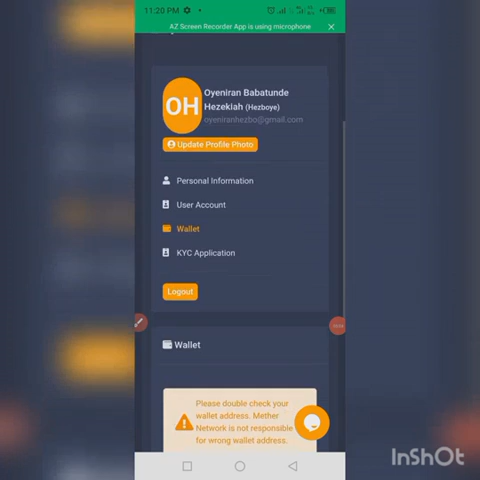 11:20 PM
AZ Screen Recorder App is using microphone
OH
Oyeniran Babatunde
Hezekiah (Hezboye)
oyeniranhezbo@gmail.com
Update Profile Photo
Personal Information
User Account
Wallet
KYC Application
Logout
Wallet
Please double check your
wallet address. Mether
Network is not responsible
for wrong wallet address.
InShOt